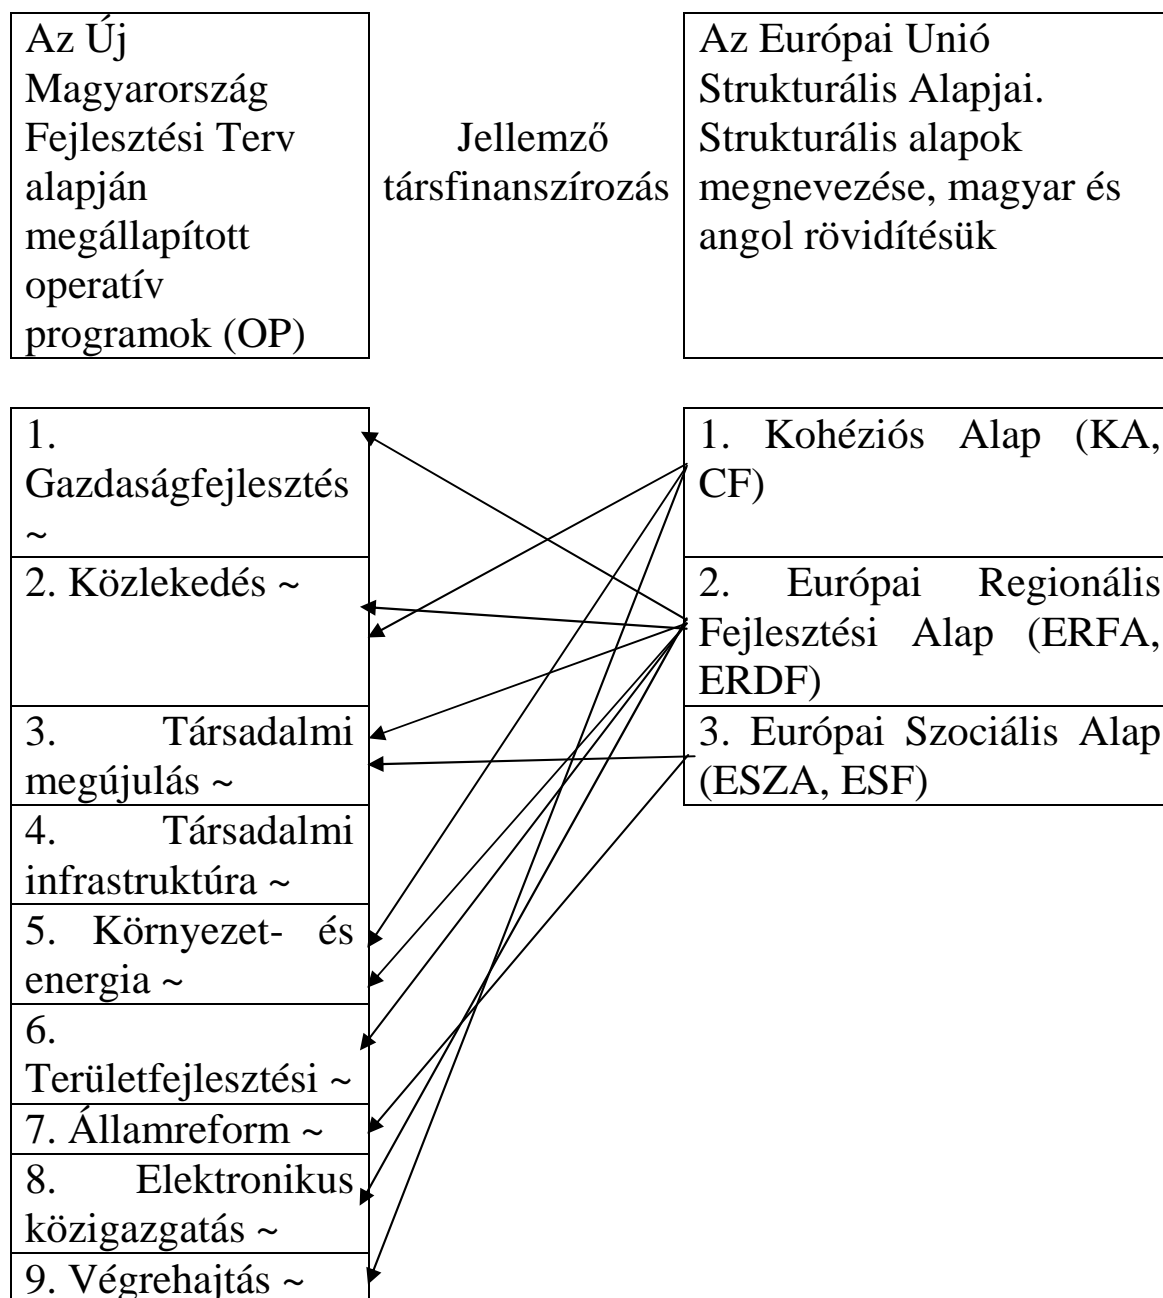 Az Új
Magyarország
Fejlesztési Terv
alapján
megállapított
operatív
programok (OP)
Jellemző
társfinanszírozás
Az Európai Unió
Strukturális Alapjai.
Strukturális alapok
megnevezése, magyar és
angol rövidítésük
1.
Gazdaságfejlesztés
~
2. Közlekedés ~
3. Társadalmi
megújulás ~
4. Társadalmi
infrastruktúra ~
5. Környezet- és
energia ~
6.
Területfejlesztési ~
7. Államreform ~
8. Elektronikus
közigazgatás ~
9. Végrehajtás ~
1. Kohéziós Alap (KA,
CF)
2. Európai Regionális
Fejlesztési Alap (ERFA,
ERDF)
3. Európai Szociális Alap
(ESZA, ESF)